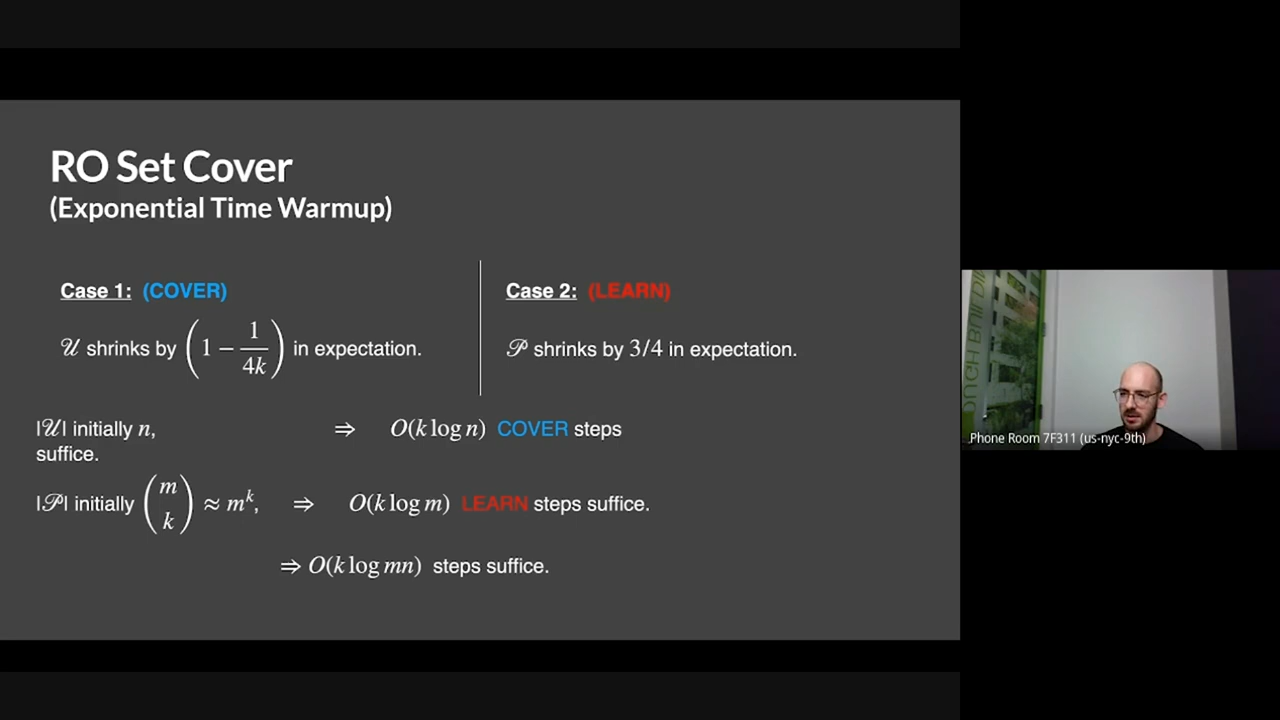 RO Set Cover
(Exponential Time Warmup)
Case 1: (COVER)
𝒰 shrinks by (1 − 1/4k) in expectation.
Case 2: (LEARN)
𝒫 shrinks by 3/4 in expectation.
|𝒰| initially n, ⇒ O(k log n) COVER steps
suffice.
|𝒫| initially (m k) ≈ m^k, ⇒ O(k log m) LEARN steps suffice.
⇒ O(k log mn) steps suffice.
OUGH BUILDIN
Phone Room 7F311 (us-nyc-9th)